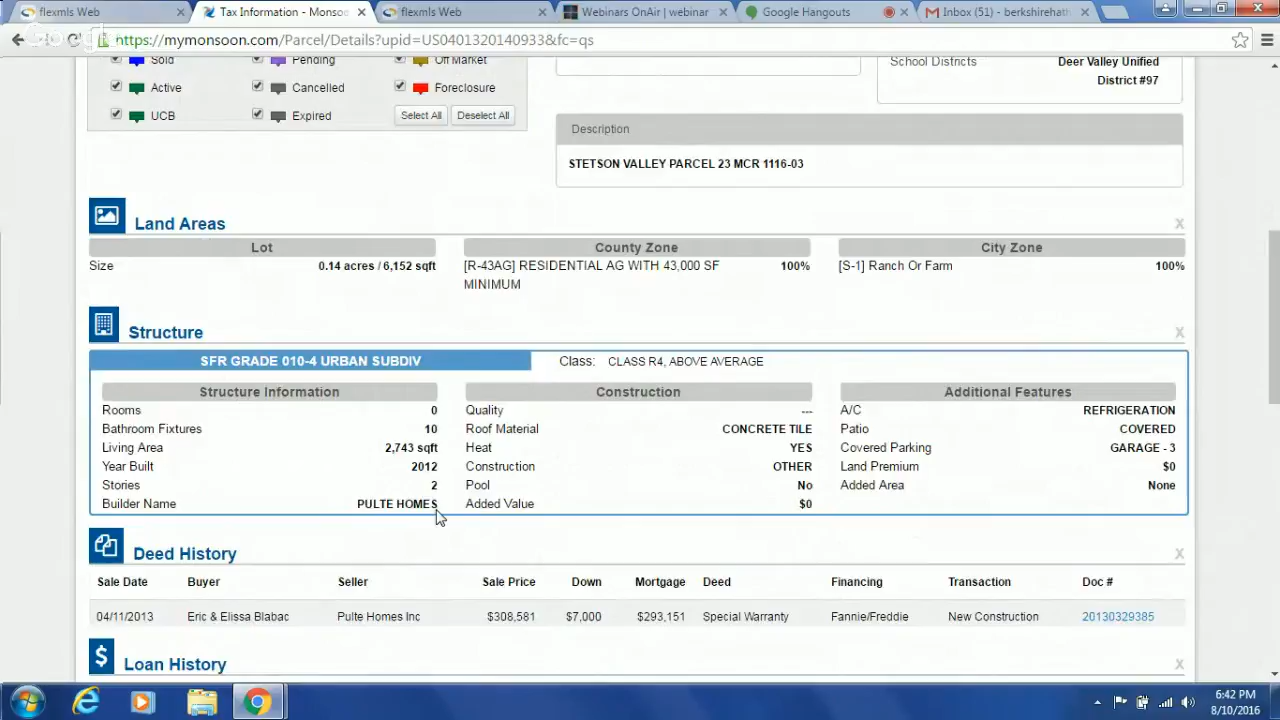 flexmls Web
Tax Information - Monsoo
flexmls Web
Webinars OnAir | webinar
Google Hangouts
Inbox (51) - berkshirehath
https://mymonsoon.com/Parcel/Details?upid=US0401320140933&fc=qs
Sold Pending Off Market
Active Cancelled Foreclosure
UCB Expired Select All Deselect All
School Districts Deer Valley Unified
District #97
Description
STETSON VALLEY PARCEL 23 MCR 1116-03
Land Areas X
Lot County Zone City Zone
Size 0.14 acres / 6,152 sqft [R-43AG] RESIDENTIAL AG WITH 43,000 SF 100% [S-1] Ranch Or Farm 100%
MINIMUM
Structure X
SFR GRADE 010-4 URBAN SUBDIV Class: CLASS R4, ABOVE AVERAGE
Structure Information Construction Additional Features
Rooms 0 Quality --- A/C REFRIGERATION
Bathroom Fixtures 10 Roof Material CONCRETE TILE Patio COVERED
Living Area 2,743 sqft Heat YES Covered Parking GARAGE - 3
Year Built 2012 Construction OTHER Land Premium $0
Stories 2 Pool No Added Area None
Builder Name PULTE HOMES Added Value $0
Deed History X
Sale Date Buyer Seller Sale Price Down Mortgage Deed Financing Transaction Doc #
04/11/2013 Eric & Elissa Blabac Pulte Homes Inc $308,581 $7,000 $293,151 Special Warranty Fannie/Freddie New Construction 20130329385
Loan History X
6:42 PM
8/10/2016